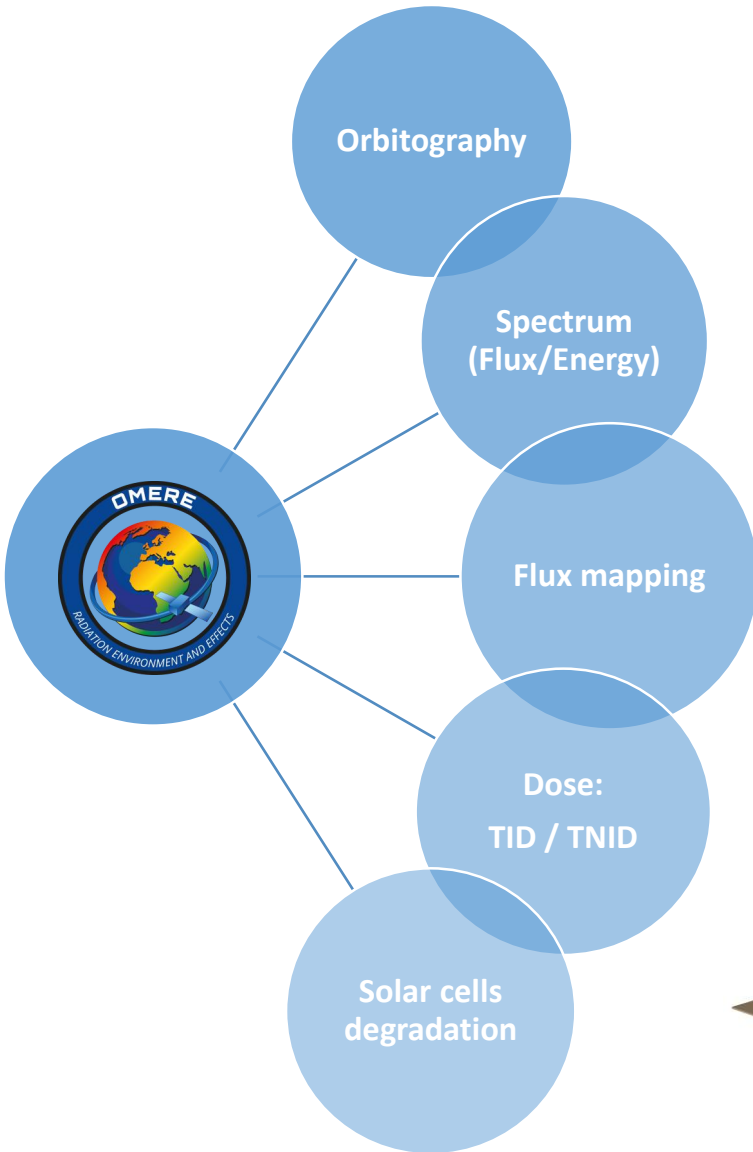 Orbitography
Spectrum
(Flux/Energy)
OMERE
RADIATION ENVIRONMENT AND EFFECTS
Flux mapping
Dose:
TID / TNID
Solar cells
degradation